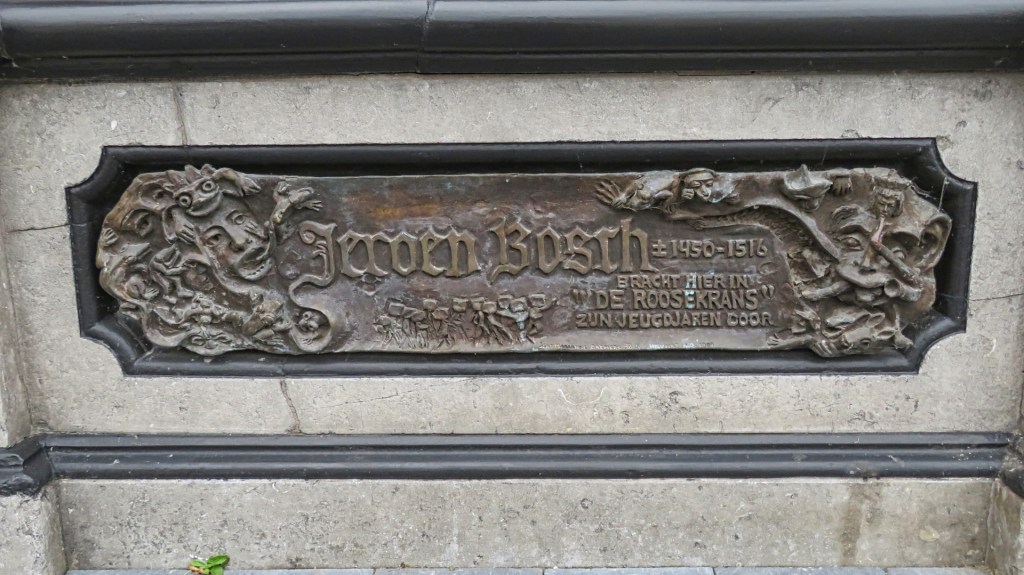 Jeroen Bosch ± 1450-1516
BRACHT HIER IN
"DE ROOSEKRANS"
ZIJN JEUGDJAREN DOOR